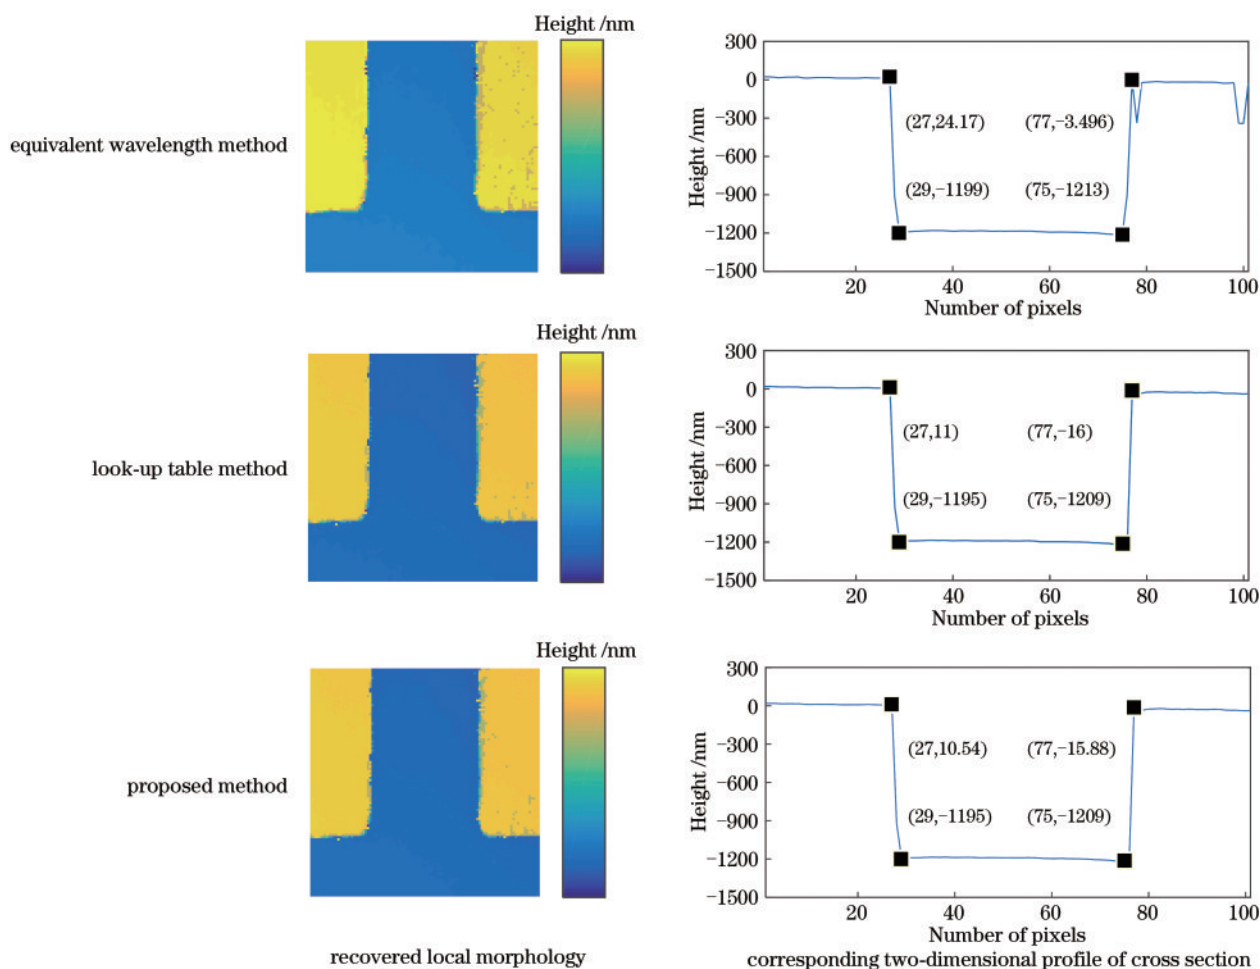 Height /nm
equivalent wavelength method
Height /nm
300
0
−300
−600
−900
−1200
−1500
(27,24.17) (77,−3.496)
(29,−1199) (75,−1213)
20 40 60 80 100
Number of pixels
Height /nm
look-up table method
Height /nm
300
0
−300
−600
−900
−1200
−1500
(27,11) (77,−16)
(29,−1195) (75,−1209)
20 40 60 80 100
Number of pixels
Height /nm
proposed method
Height /nm
300
0
−300
−600
−900
−1200
−1500
(27,10.54) (77,−15.88)
(29,−1195) (75,−1209)
20 40 60 80 100
Number of pixels
recovered local morphology
corresponding two-dimensional profile of cross section